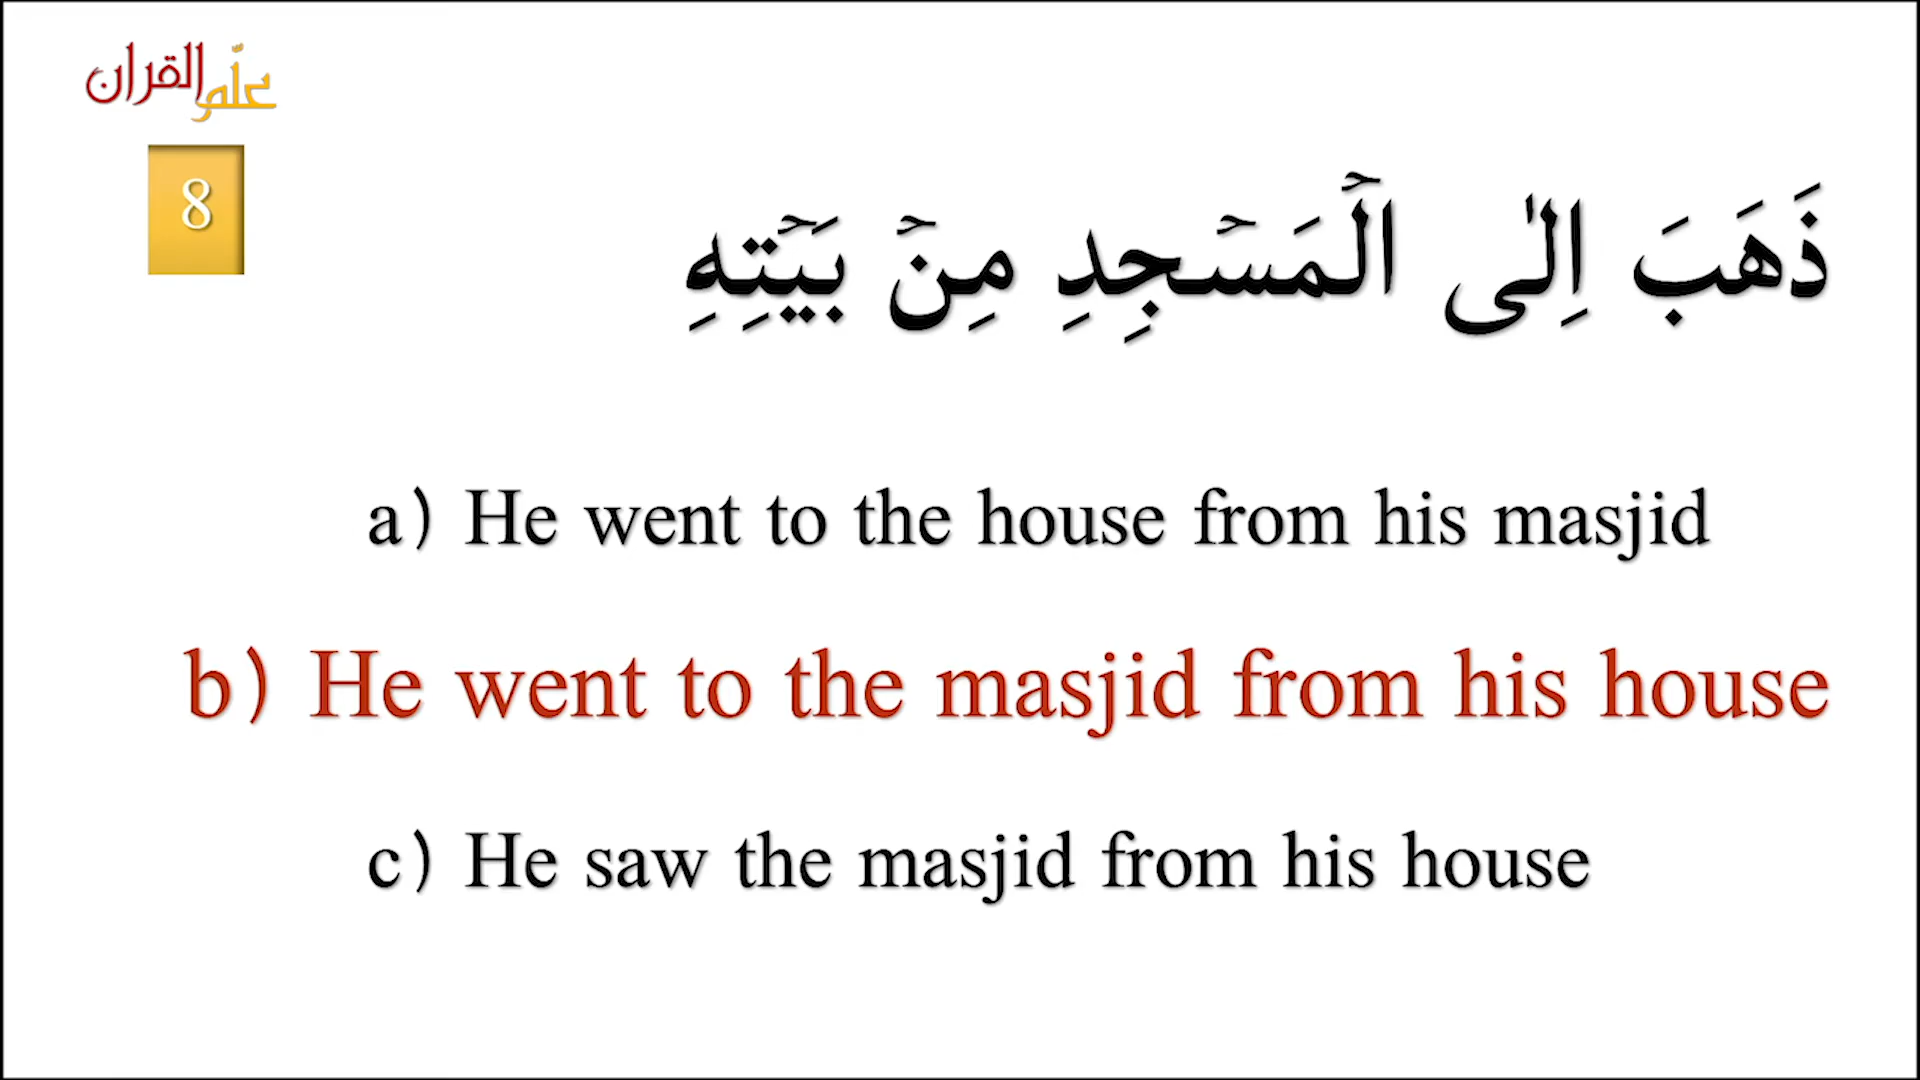 علّم القران
8
ذَهَبَ اِلٰى الْمَسْجِدِ مِنْ بَيْتِهِ
a) He went to the house from his masjid
b) He went to the masjid from his house
c) He saw the masjid from his house